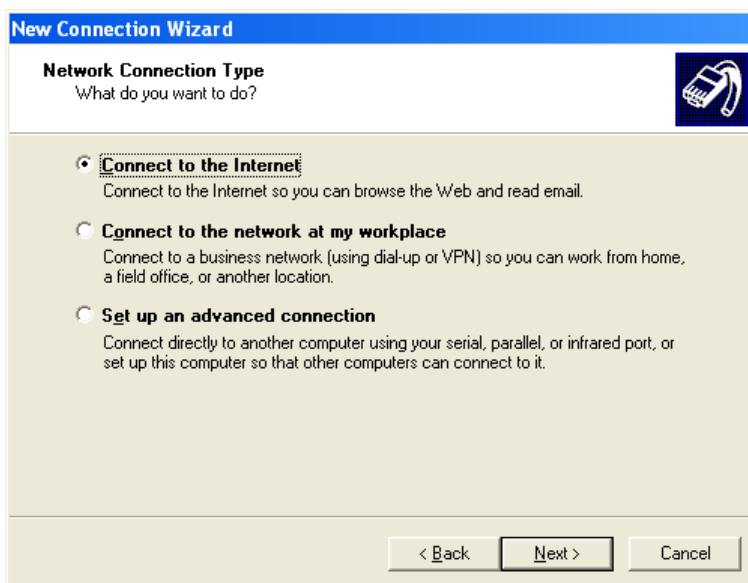 New Connection Wizard
Network Connection Type
What do you want to do?
Connect to the Internet
Connect to the Internet so you can browse the Web and read email.
Connect to the network at my workplace
Connect to a business network (using dial-up or VPN) so you can work from home,
a field office, or another location.
Set up an advanced connection
Connect directly to another computer using your serial, parallel, or infrared port, or
set up this computer so that other computers can connect to it.
< Back Next > Cancel